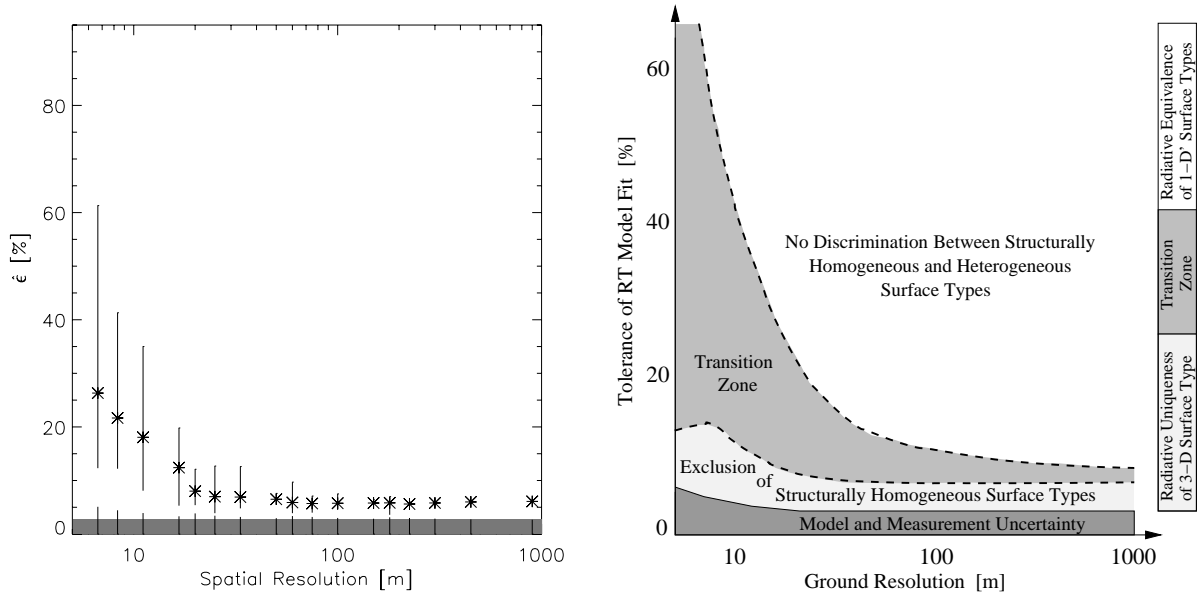 80
60
40
20
0
ε̂ [%]
10
100
1000
Spatial Resolution [m]
60
40
20
0
Tolerance of RT Model Fit [%]
No Discrimination Between Structurally
Homogeneous and Heterogeneous
Surface Types
Transition
Zone
Exclusion
of
Structurally Homogeneous Surface Types
Model and Measurement Uncertainty
10
100
1000
Ground Resolution [m]
Radiative Equivalence
of 1−D' Surface Types
Transition
Zone
Radiative Uniqueness
of 3−D Surface Type